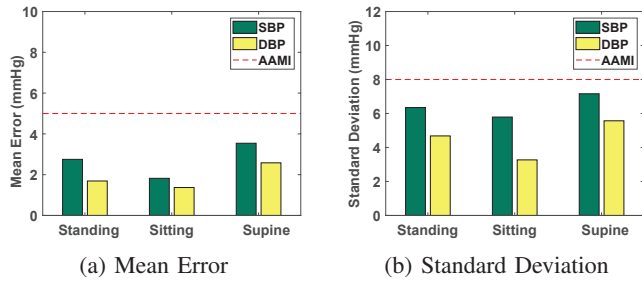 10
8
6
4
2
0
Mean Error (mmHg)
SBP
DBP
AAMI
Standing Sitting Supine
(a) Mean Error
12
10
8
6
4
2
0
Standard Deviation (mmHg)
SBP
DBP
AAMI
Standing Sitting Supine
(b) Standard Deviation